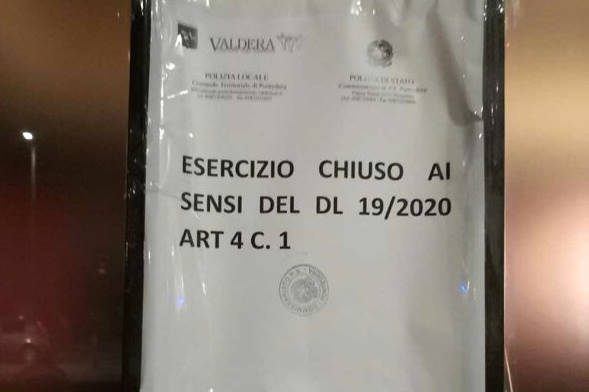 VALDERA
POLIZIA LOCALE
POLIZIA DI STATO
ESERCIZIO CHIUSO AI
SENSI DEL DL 19/2020
ART 4 C. 1